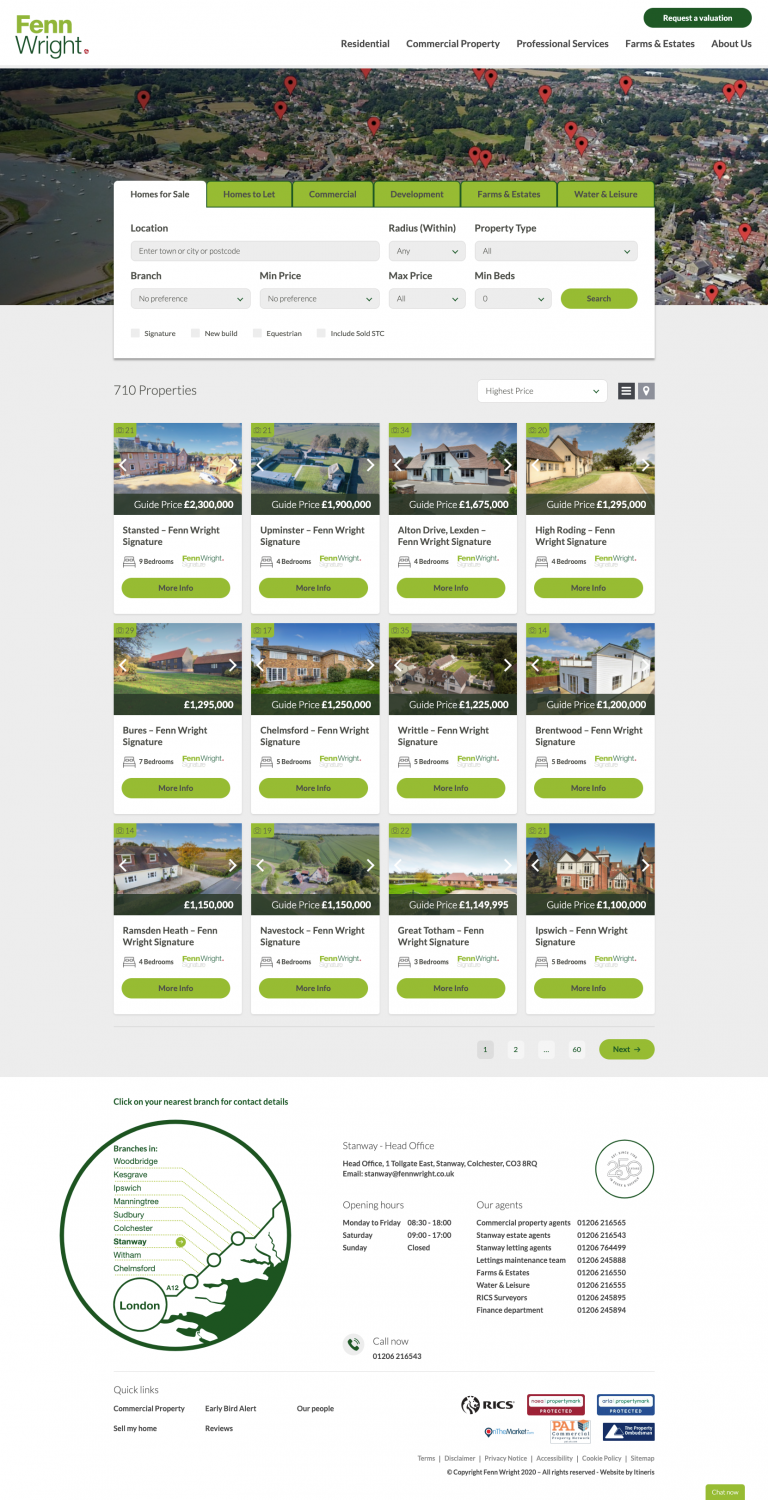 Fenn
Wright.
Request a valuation
Residential Commercial Property Professional Services Farms & Estates About Us
Homes for Sale Homes to Let Commercial Development Farms & Estates Water & Leisure
Location Radius (Within) Property Type
Enter town or city or postcode Any All
Branch Min Price Max Price Min Beds
No preference No preference All 0 Search
Signature New build Equestrian Include Sold STC
710 Properties Highest Price
21 21 34 20
Guide Price £2,300,000 Guide Price £1,900,000 Guide Price £1,675,000 Guide Price £1,295,000
Stansted – Fenn Wright Upminster – Fenn Wright Alton Drive, Lexden – High Roding – Fenn
Signature Signature Fenn Wright Signature Wright Signature
9 Bedrooms FennWright. 4 Bedrooms FennWright. 4 Bedrooms FennWright. 4 Bedrooms FennWright.
Signature Signature Signature Signature
More Info More Info More Info More Info
29 17 35 14
£1,295,000 Guide Price £1,250,000 Guide Price £1,225,000 Guide Price £1,200,000
Bures – Fenn Wright Chelmsford – Fenn Wright Writtle – Fenn Wright Brentwood – Fenn Wright
Signature Signature Signature Signature
7 Bedrooms FennWright. 5 Bedrooms FennWright. 5 Bedrooms FennWright. 5 Bedrooms FennWright.
Signature Signature Signature Signature
More Info More Info More Info More Info
14 19 22 21
£1,150,000 Guide Price £1,150,000 Guide Price £1,149,995 Guide Price £1,100,000
Ramsden Heath – Fenn Navestock – Fenn Wright Great Totham – Fenn Ipswich – Fenn Wright
Wright Signature Signature Wright Signature Signature
4 Bedrooms FennWright. 4 Bedrooms FennWright. 3 Bedrooms FennWright. 5 Bedrooms FennWright.
Signature Signature Signature Signature
More Info More Info More Info More Info
1 2 ... 60 Next →
Click on your nearest branch for contact details
Branches in:
Woodbridge
Kesgrave
Ipswich
Manningtree
Sudbury
Colchester
Stanway
Witham
Chelmsford
A12
London
Stanway - Head Office
Head Office, 1 Tollgate East, Stanway, Colchester, CO3 8RQ
Email: stanway@fennwright.co.uk
250
Opening hours
Monday to Friday 08:30 - 18:00
Saturday 09:00 - 17:00
Sunday Closed
Our agents
Commercial property agents 01206 216565
Stanway estate agents 01206 216543
Stanway letting agents 01206 764499
Lettings maintenance team 01206 245888
Farms & Estates 01206 216550
Water & Leisure 01206 216555
RICS Surveyors 01206 245895
Finance department 01206 245894
Call now
01206 216543
Quick links
Commercial Property Early Bird Alert Our people
Sell my home Reviews
RICS naea | propertymark arla | propertymark
PROTECTED PROTECTED
OnTheMarket PAI The Property
Commercial Ombudsman
Terms | Disclaimer | Privacy Notice | Accessibility | Cookie Policy | Sitemap
© Copyright Fenn Wright 2020 – All rights reserved - Website by Itineris
Chat now